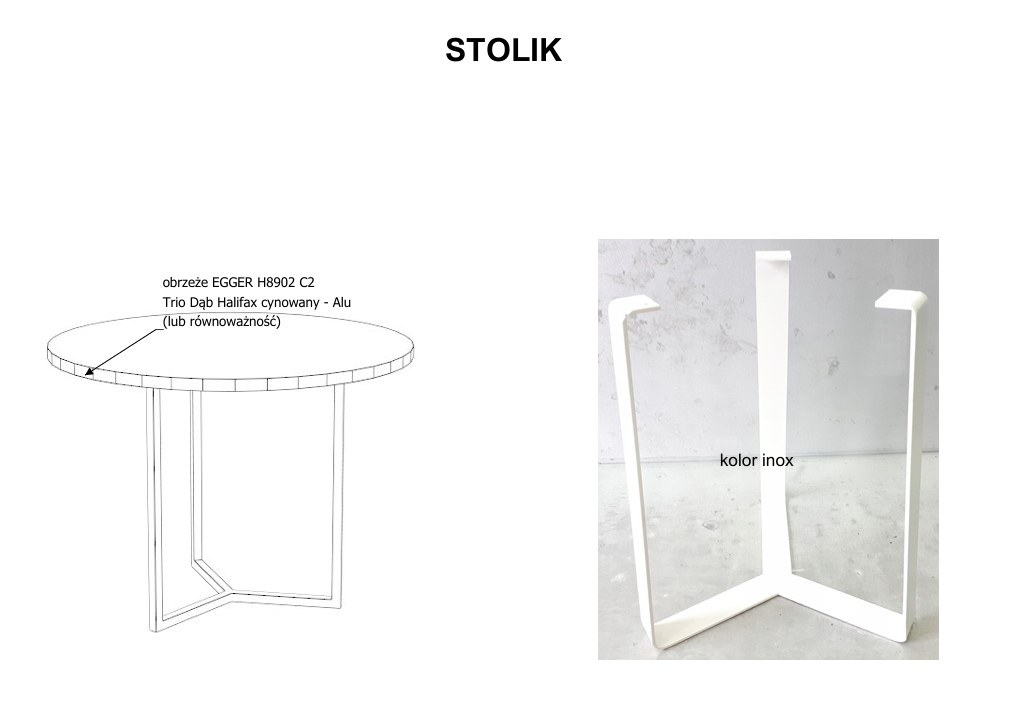 STOLIK
obrzeże EGGER H8902 C2
Trio Dąb Halifax cynowany - Alu
(lub równoważność)
kolor inox